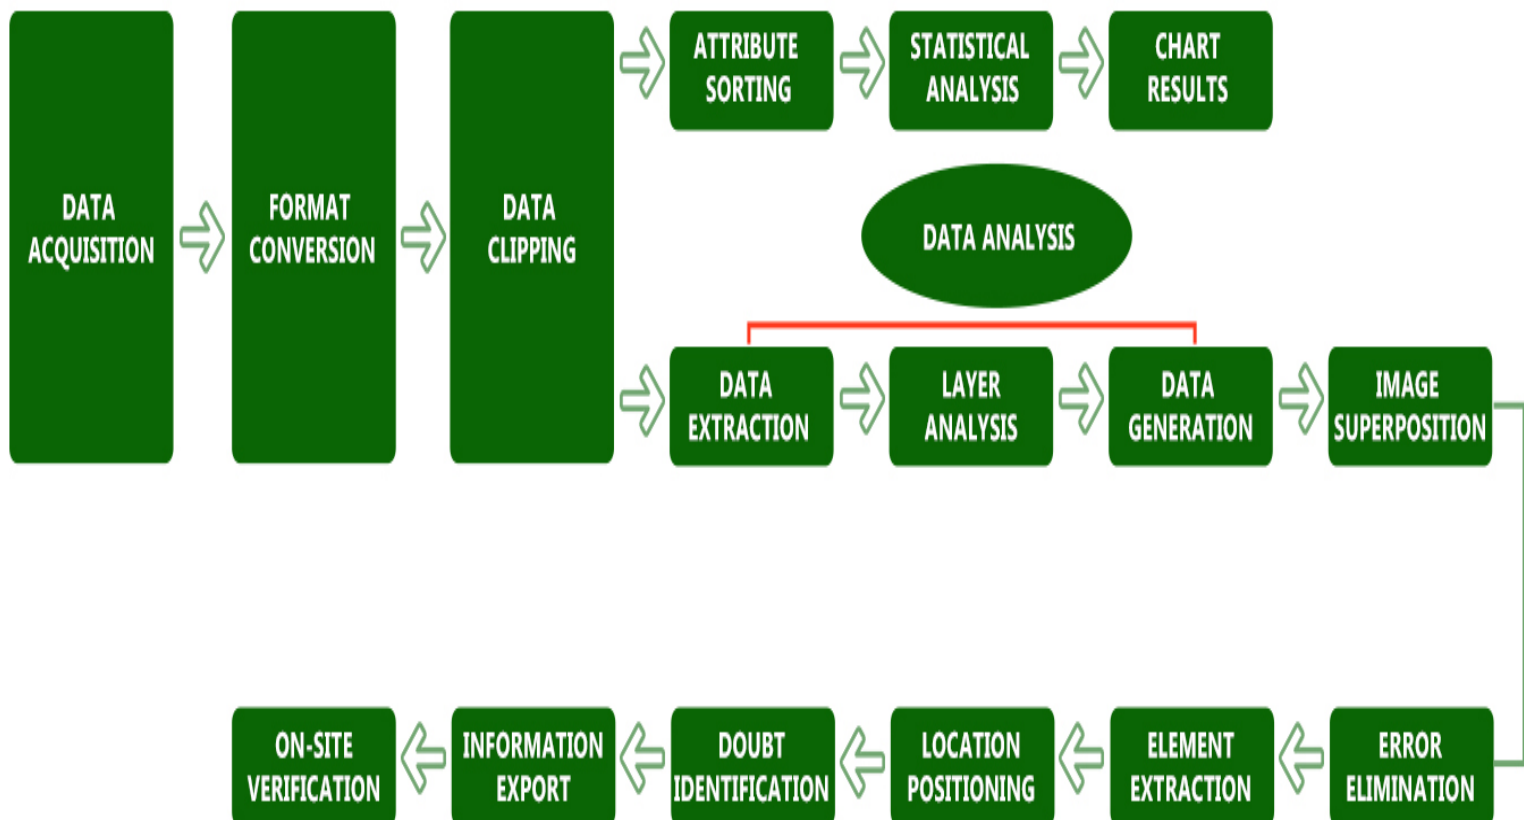 DATA
ACQUISITION
FORMAT
CONVERSION
DATA
CLIPPING
ATTRIBUTE
SORTING
STATISTICAL
ANALYSIS
CHART
RESULTS
DATA ANALYSIS
DATA
EXTRACTION
LAYER
ANALYSIS
DATA
GENERATION
IMAGE
SUPERPOSITION
ERROR
ELIMINATION
ELEMENT
EXTRACTION
LOCATION
POSITIONING
DOUBT
IDENTIFICATION
INFORMATION
EXPORT
ON-SITE
VERIFICATION